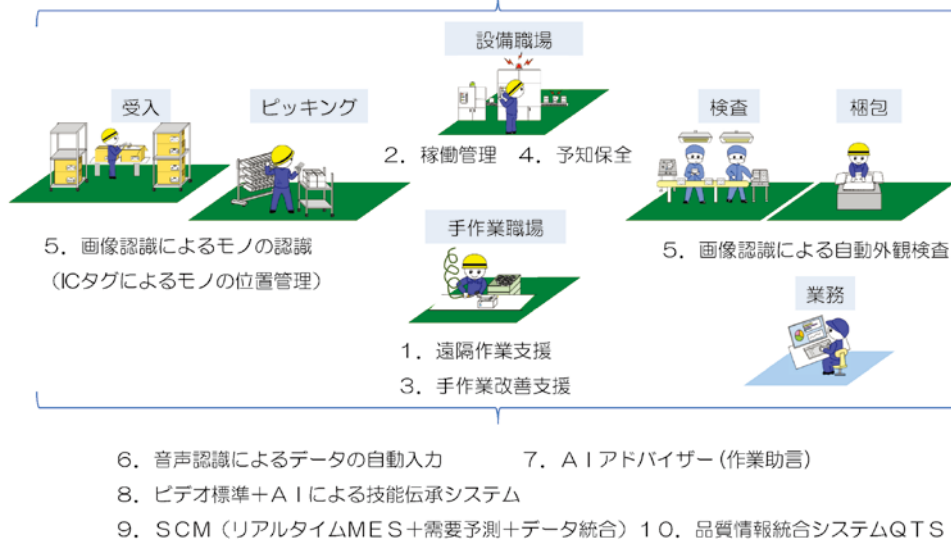 設備職場
受入
ピッキング
検査
梱包
2．稼働管理　4．予知保全
5．画像認識によるモノの認識
（ICタグによるモノの位置管理）
手作業職場
5．画像認識による自動外観検査
業務
1．遠隔作業支援
3．手作業改善支援
6．音声認識によるデータの自動入力
7．AIアドバイザー（作業助言）
8．ビデオ標準＋AIによる技能伝承システム
9．SCM（リアルタイムMES＋需要予測＋データ統合）10．品質情報統合システムQTS